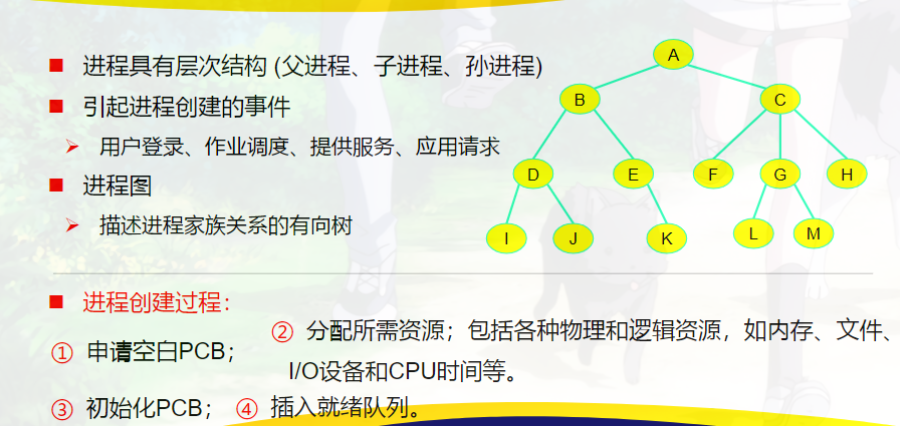 进程具有层次结构 (父进程、子进程、孙进程)
引起进程创建的事件
用户登录、作业调度、提供服务、应用请求
进程图
描述进程家族关系的有向树
A
B
C
D
E
F
G
H
I
J
K
L
M
进程创建过程:
① 申请空白PCB；
② 分配所需资源；包括各种物理和逻辑资源，如内存、文件、
I/O设备和CPU时间等。
③ 初始化PCB； ④ 插入就绪队列。